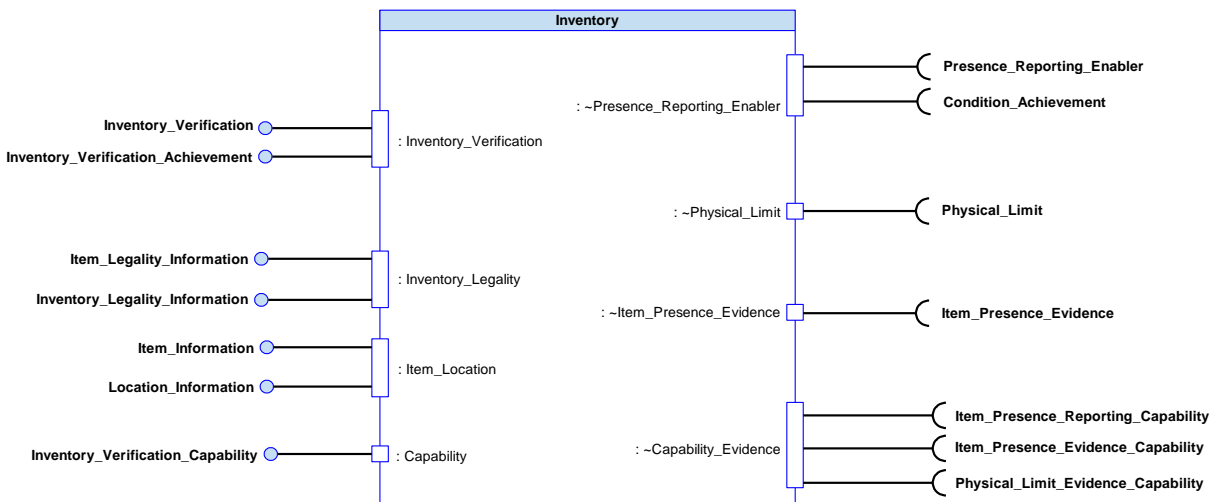 Inventory
Presence_Reporting_Enabler
: ~Presence_Reporting_Enabler
Condition_Achievement
Inventory_Verification
: Inventory_Verification
Inventory_Verification_Achievement
: ~Physical_Limit
Physical_Limit
Item_Legality_Information
: Inventory_Legality
Inventory_Legality_Information
: ~Item_Presence_Evidence
Item_Presence_Evidence
Item_Information
: Item_Location
Location_Information
Item_Presence_Reporting_Capability
Inventory_Verification_Capability
: Capability
: ~Capability_Evidence
Item_Presence_Evidence_Capability
Physical_Limit_Evidence_Capability